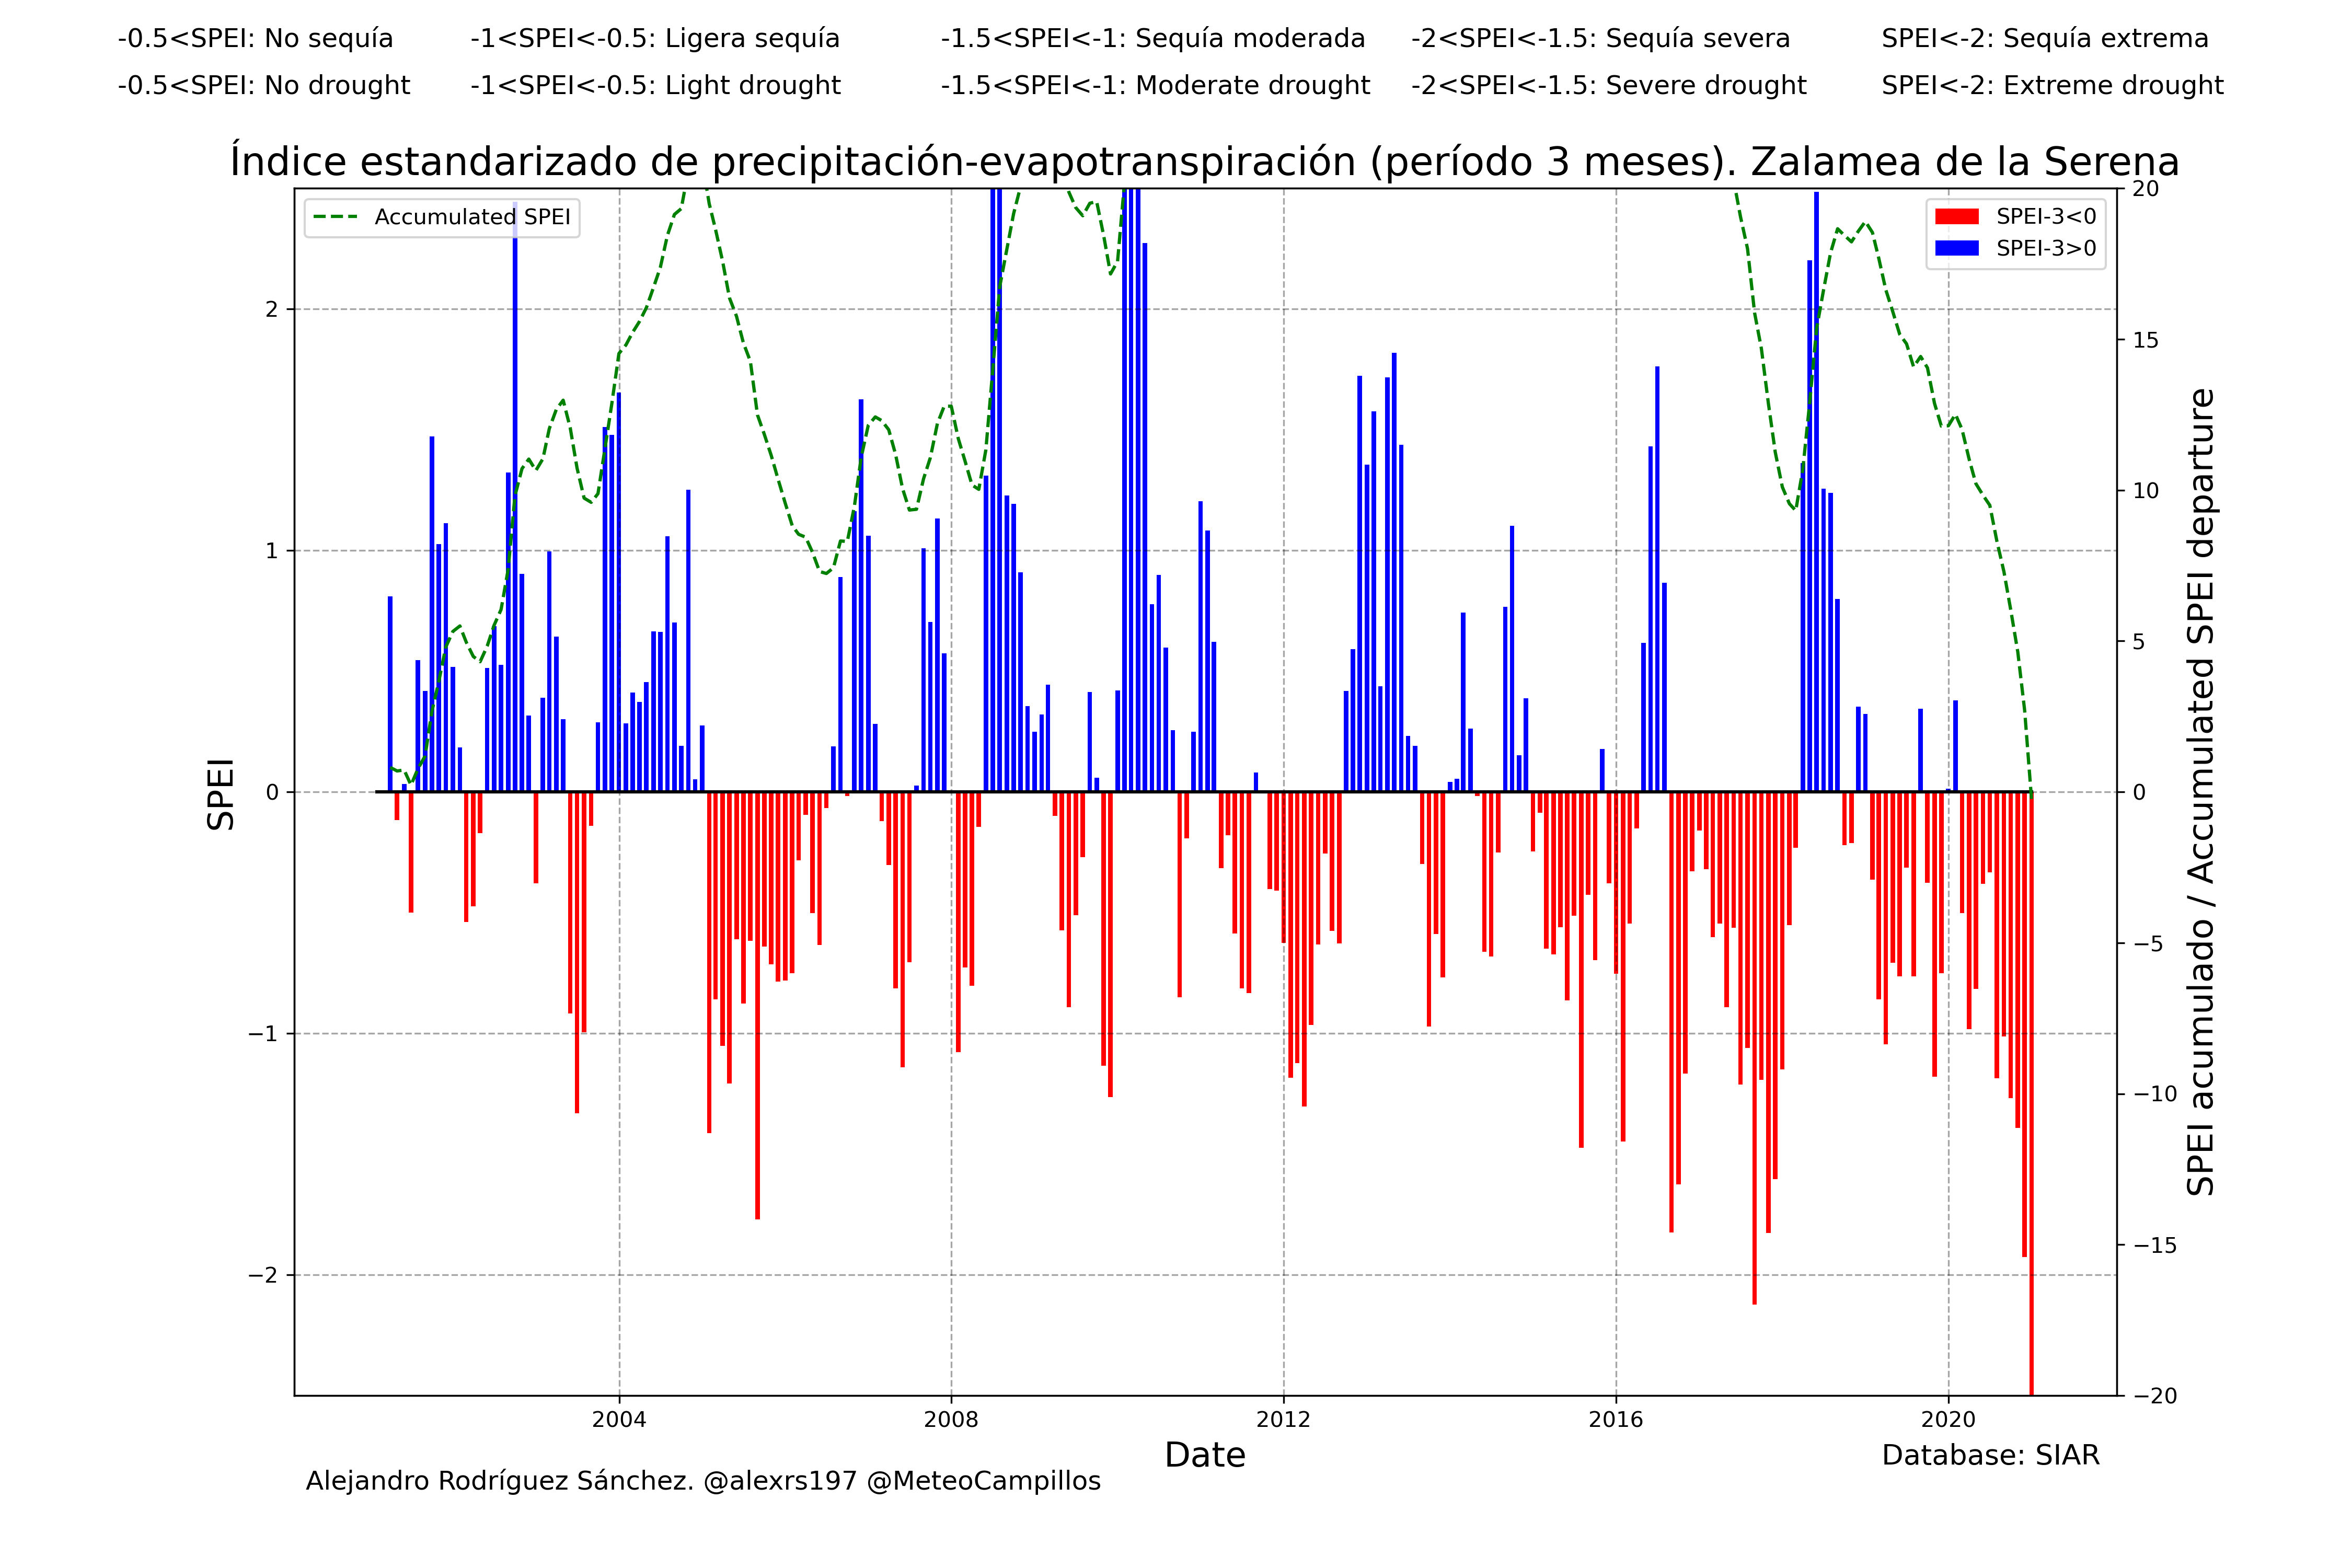 -0.5<SPEI: No sequía -1<SPEI<-0.5: Ligera sequía -1.5<SPEI<-1: Sequía moderada -2<SPEI<-1.5: Sequía severa SPEI<-2: Sequía extrema
-0.5<SPEI: No drought -1<SPEI<-0.5: Light drought -1.5<SPEI<-1: Moderate drought -2<SPEI<-1.5: Severe drought SPEI<-2: Extreme drought
Índice estandarizado de precipitación-evapotranspiración (período 3 meses). Zalamea de la Serena
Accumulated SPEI
SPEI-3<0
SPEI-3>0
SPEI
2
1
0
−1
−2
20
15
10
5
0
−5
−10
−15
−20
SPEI acumulado / Accumulated SPEI departure
2004 2008 2012 2016 2020
Date
Database: SIAR
Alejandro Rodríguez Sánchez. @alexrs197 @MeteoCampillos